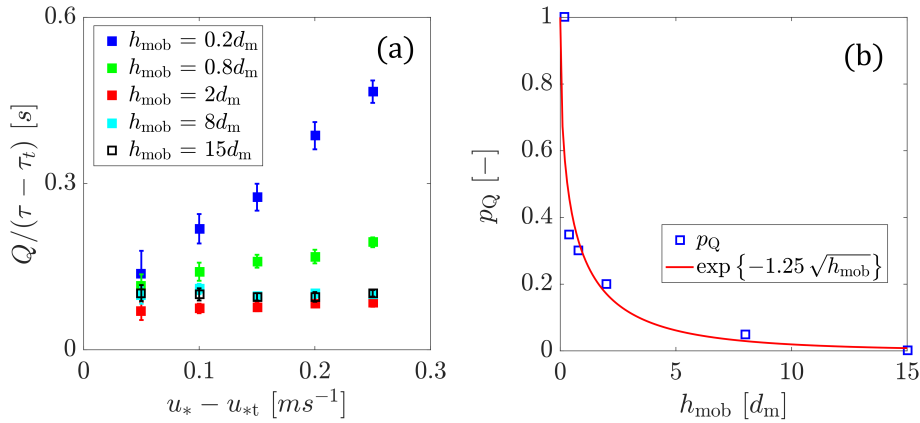 (a)
h_mob = 0.2d_m
h_mob = 0.8d_m
h_mob = 2d_m
h_mob = 8d_m
h_mob = 15d_m
Q/(τ − τ_t) [s]
0.6
0.3
0
0 0.1 0.2 0.3
u_* − u_{*t} [ms^{−1}]
(b)
p_Q [−]
1
0.8
0.6
0.4
0.2
0
p_Q
exp {−1.25 √h_mob}
0 5 10 15
h_mob [d_m]